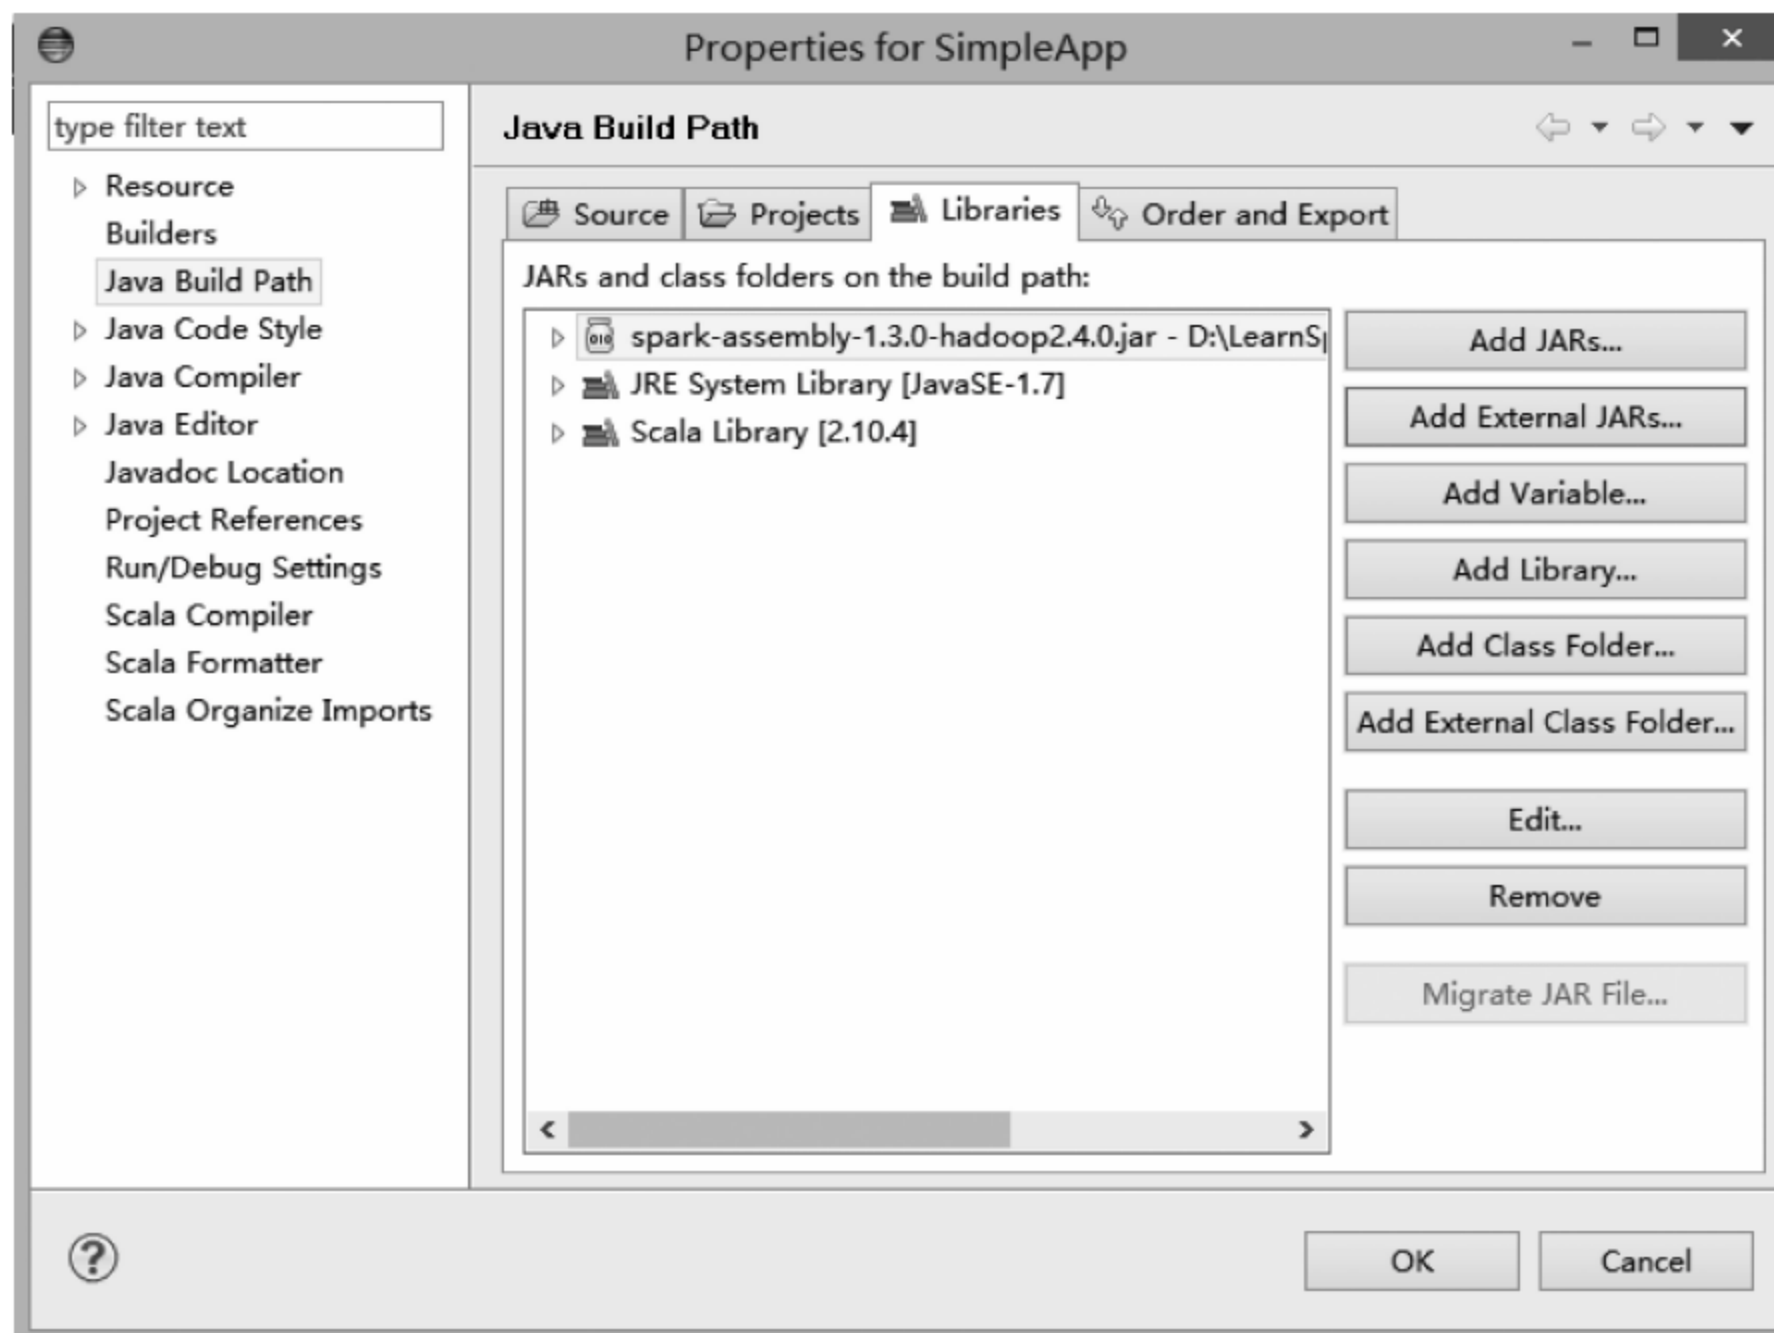 Properties for SimpleApp
type filter text
Resource
Builders
Java Build Path
Java Code Style
Java Compiler
Java Editor
Javadoc Location
Project References
Run/Debug Settings
Scala Compiler
Scala Formatter
Scala Organize Imports
Java Build Path
Source
Projects
Libraries
Order and Export
JARs and class folders on the build path:
spark-assembly-1.3.0-hadoop2.4.0.jar - D:\LearnSp
JRE System Library [JavaSE-1.7]
Scala Library [2.10.4]
Add JARs...
Add External JARs...
Add Variable...
Add Library...
Add Class Folder...
Add External Class Folder...
Edit...
Remove
Migrate JAR File...
OK
Cancel